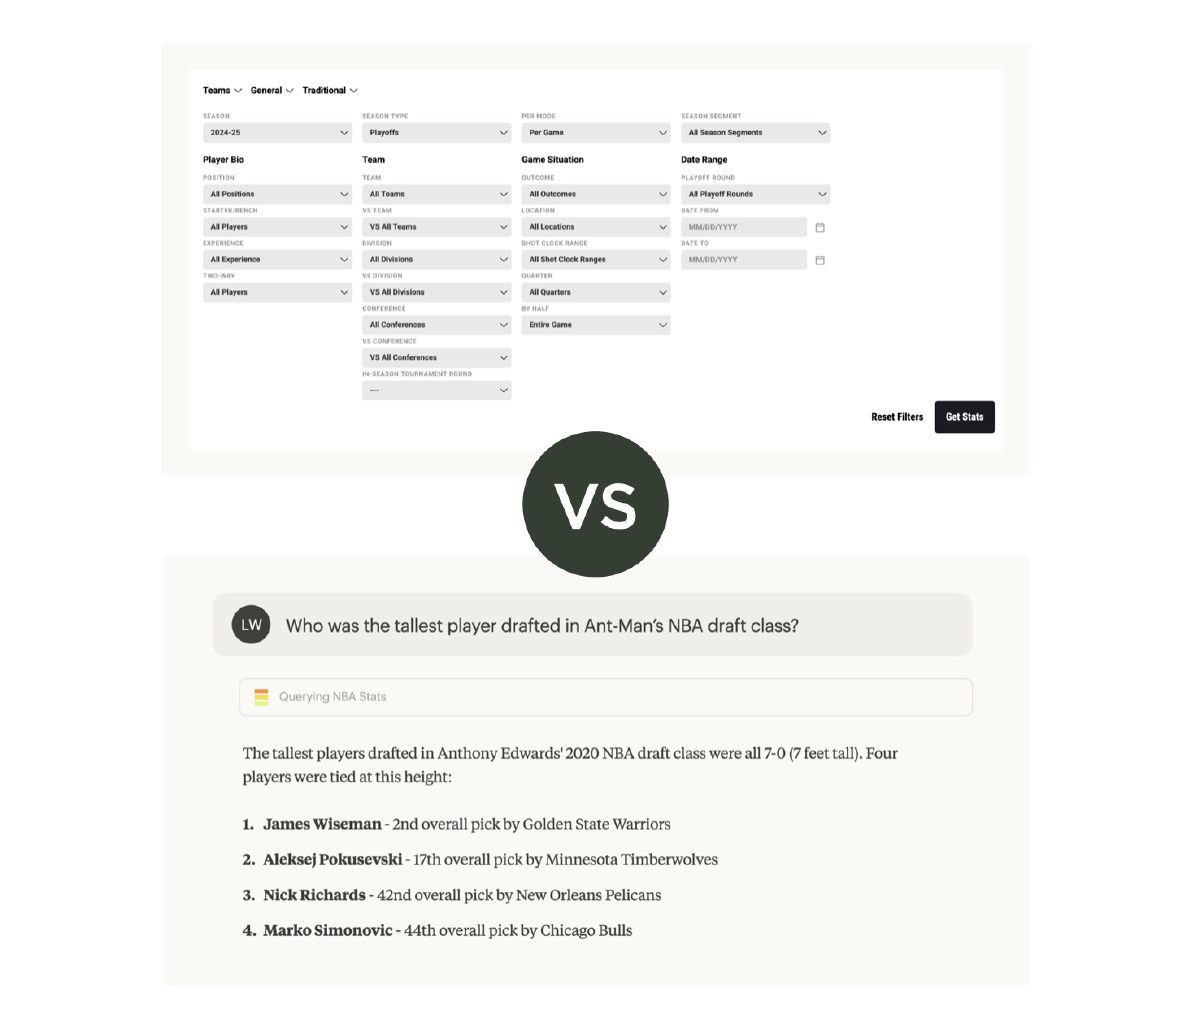 Teams General Traditional
SEASON SEASON TYPE PER MODE SEASON SEGMENT
2024-25 Playoffs Per Game All Season Segments
Player Bio Team Game Situation Date Range
POSITION TEAM OUTCOME PLAYOFF ROUND
All Positions All Teams All Outcomes All Playoff Rounds
STARTER/BENCH VS TEAM LOCATION DATE FROM
All Players VS All Teams All Locations MM/DD/YYYY
EXPERIENCE DIVISION SHOT CLOCK RANGE DATE TO
All Experience All Divisions All Shot Clock Ranges MM/DD/YYYY
TWO-WAY VS DIVISION QUARTER
All Players VS All Divisions All Quarters
CONFERENCE BY HALF
All Conferences Entire Game
VS CONFERENCE
VS All Conferences
IN-SEASON TOURNAMENT ROUND
---
Reset Filters Get Stats
VS
LW Who was the tallest player drafted in Ant-Man's NBA draft class?
Querying NBA Stats
The tallest players drafted in Anthony Edwards' 2020 NBA draft class were all 7-0 (7 feet tall). Four
players were tied at this height:
1. James Wiseman - 2nd overall pick by Golden State Warriors
2. Aleksej Pokusevski - 17th overall pick by Minnesota Timberwolves
3. Nick Richards - 42nd overall pick by New Orleans Pelicans
4. Marko Simonovic - 44th overall pick by Chicago Bulls